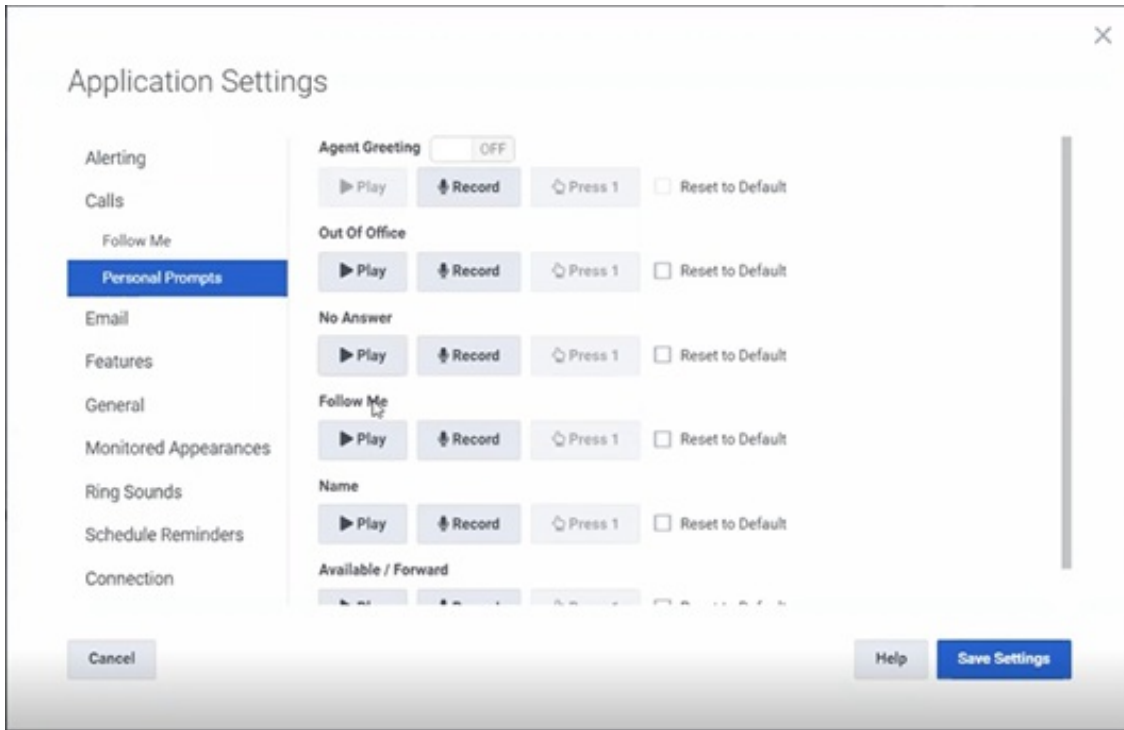 Application Settings
Alerting
Calls
Follow Me
Personal Prompts
Email
Features
General
Monitored Appearances
Ring Sounds
Schedule Reminders
Connection
Agent Greeting OFF
Play Record Press 1 Reset to Default
Out Of Office
Play Record Press 1 Reset to Default
No Answer
Play Record Press 1 Reset to Default
Follow Me
Play Record Press 1 Reset to Default
Name
Play Record Press 1 Reset to Default
Available / Forward
Cancel Help Save Settings